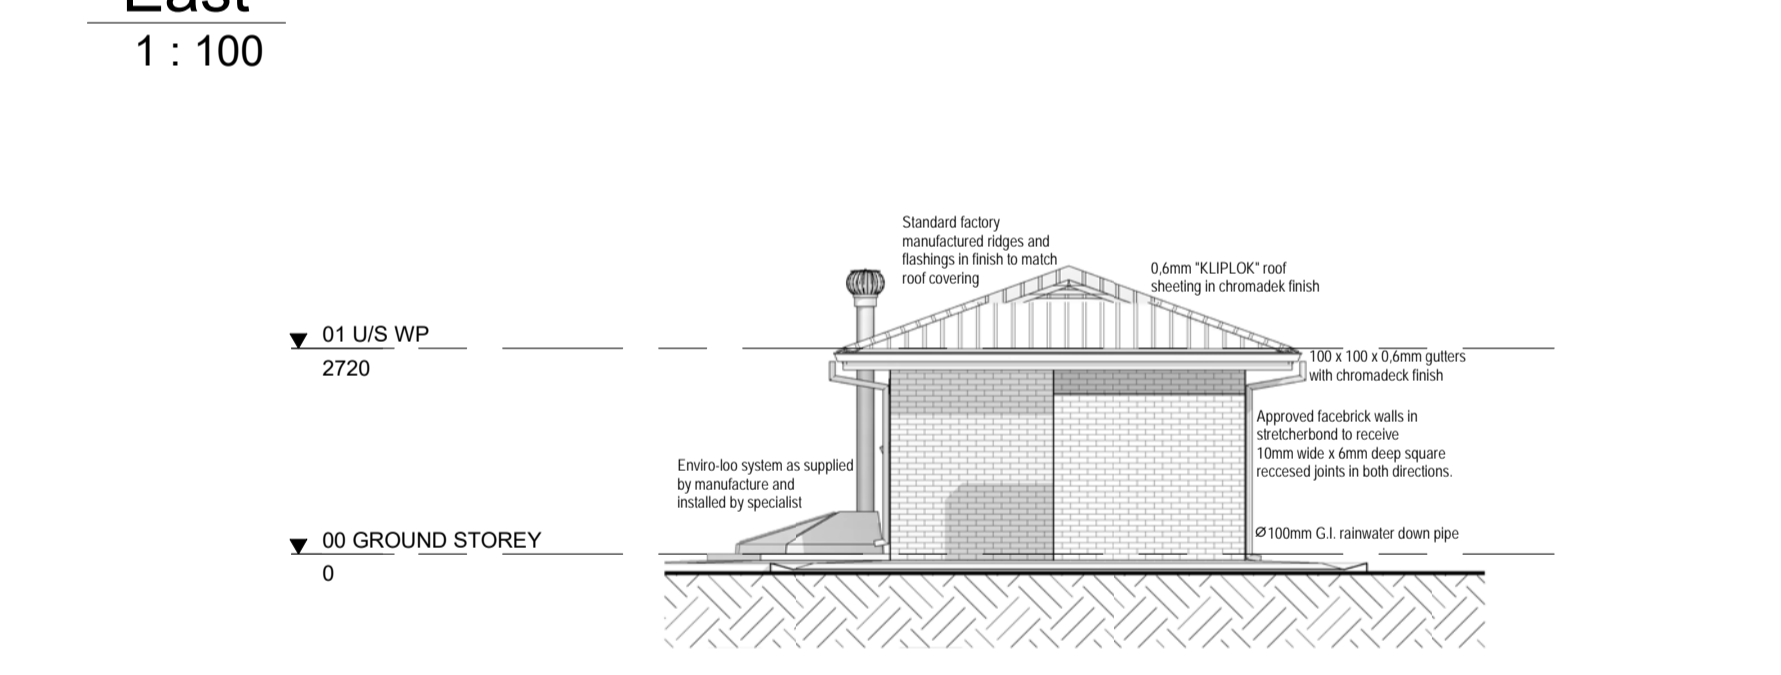 East
1 : 100
Standard factory
manufactured ridges and
flashings in finish to match
roof covering
0,6mm "KLIPLOK" roof
sheeting in chromadek finish
01 U/S WP
2720
100 x 100 x 0,6mm gutters
with chromadeck finish
Approved facebrick walls in
stretcherbond to receive
10mm wide x 6mm deep square
reccesed joints in both directions.
Enviro-loo system as supplied
by manufacture and
installed by specialist
Ø100mm G.I. rainwater down pipe
00 GROUND STOREY
0